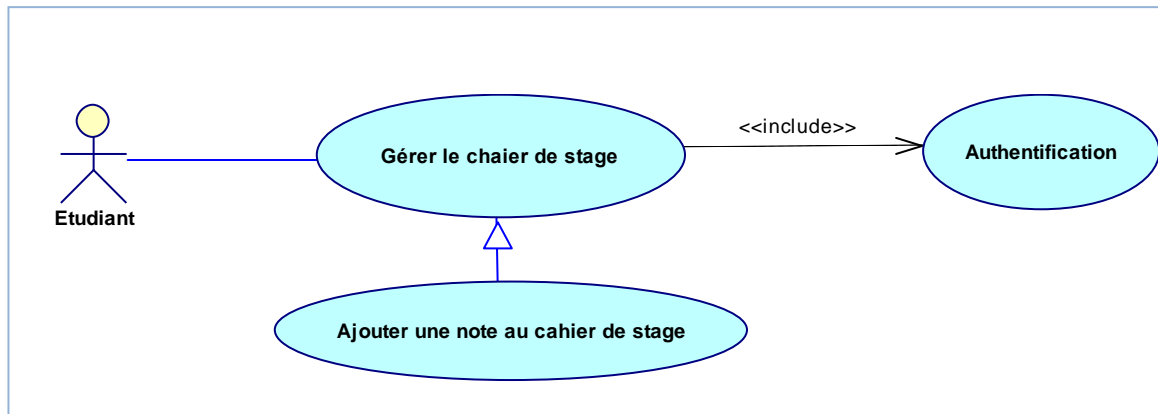 <<include>>
Gérer le chaier de stage
Authentification
Etudiant
Ajouter une note au cahier de stage